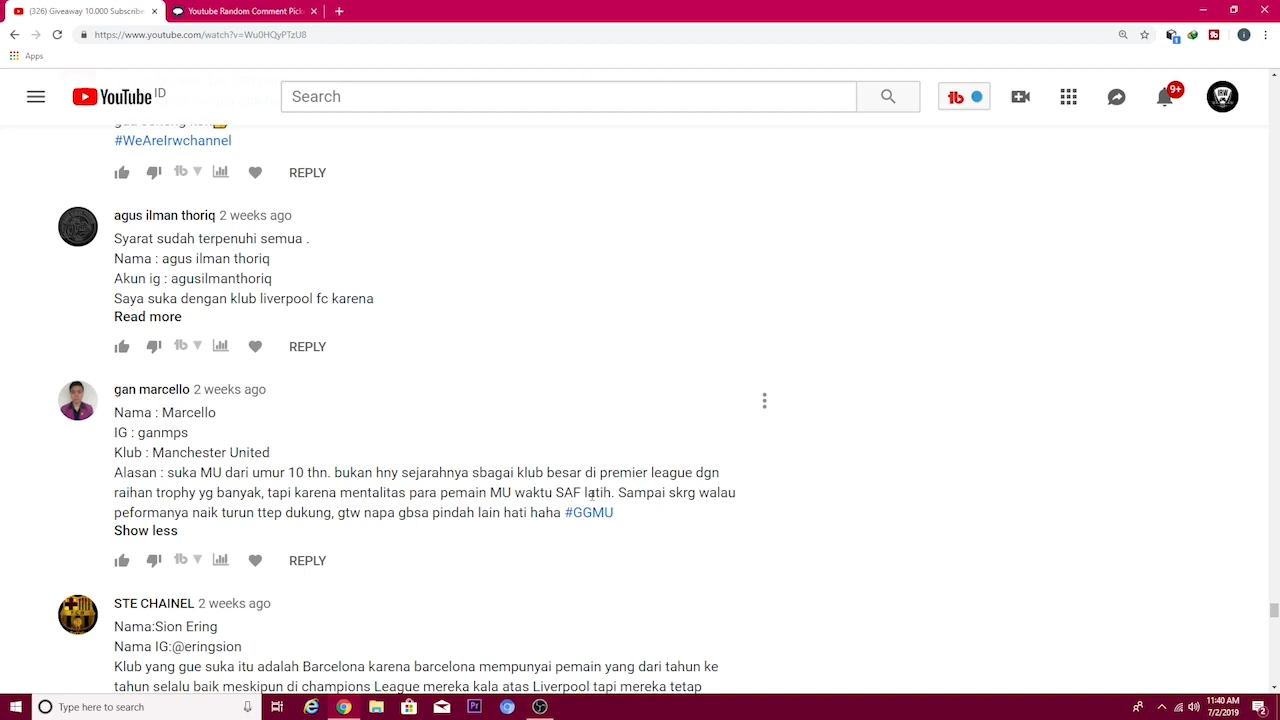 (326) Giveaway 10.000 Subscribe
Youtube Random Comment Pick
https://www.youtube.com/watch?v=Wu0HQyPTzU8
Apps
YouTube ID
Search
9+
#WeAreIrwchannel
REPLY
agus ilman thoriq 2 weeks ago
Syarat sudah terpenuhi semua .
Nama : agus ilman thoriq
Akun ig : agusilmanthoriq
Saya suka dengan klub liverpool fc karena
Read more
REPLY
gan marcello 2 weeks ago
Nama : Marcello
IG : ganmps
Klub : Manchester United
Alasan : suka MU dari umur 10 thn. bukan hny sejarahnya sbagai klub besar di premier league dgn
raihan trophy yg banyak, tapi karena mentalitas para pemain MU waktu SAF latih. Sampai skrg walau
peformanya naik turun ttep dukung, gtw napa gbsa pindah lain hati haha #GGMU
Show less
REPLY
STE CHAINEL 2 weeks ago
Nama:Sion Ering
Nama IG:@eringsion
Klub yang gue suka itu adalah Barcelona karena barcelona mempunyai pemain yang dari tahun ke
tahun selalu baik meskipun di champions League mereka kala atas Liverpool tapi mereka tetap
Type here to search
11:40 AM
7/2/2019
2